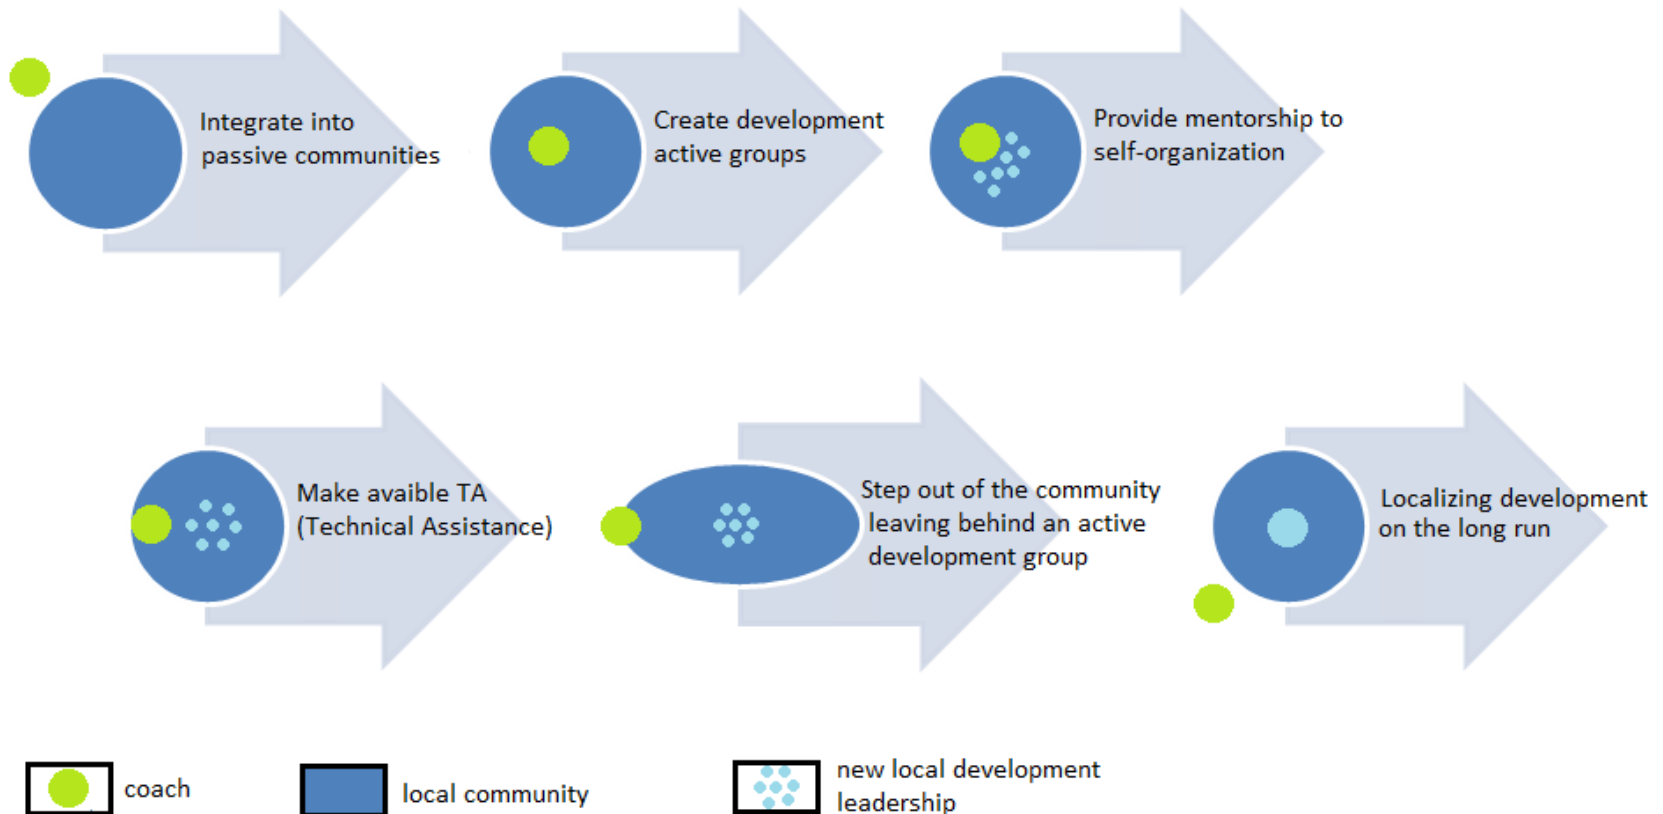 Integrate into
passive communities
Create development
active groups
Provide mentorship to
self-organization
Make avaible TA
(Technical Assistance)
Step out of the community
leaving behind an active
development group
Localizing development
on the long run
coach
local community
new local development
leadership